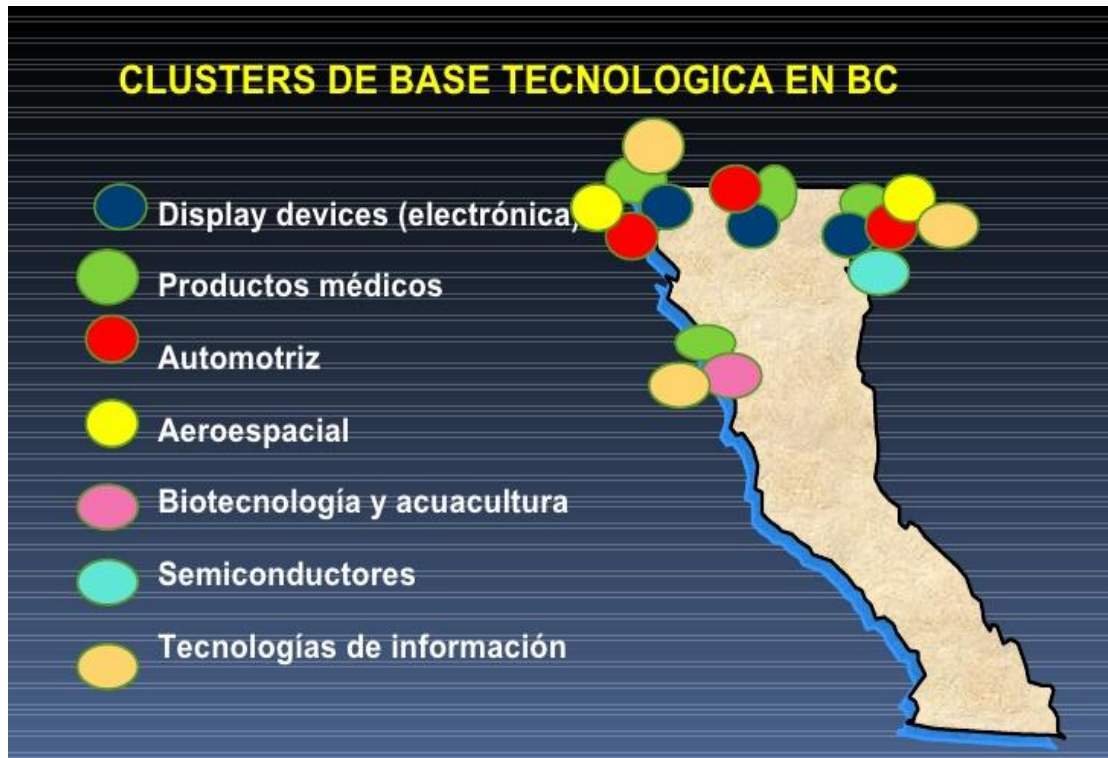 CLUSTERS DE BASE TECNOLOGICA EN BC
Display devices (electrónica)
Productos médicos
Automotriz
Aeroespacial
Biotecnología y acuacultura
Semiconductores
Tecnologías de información